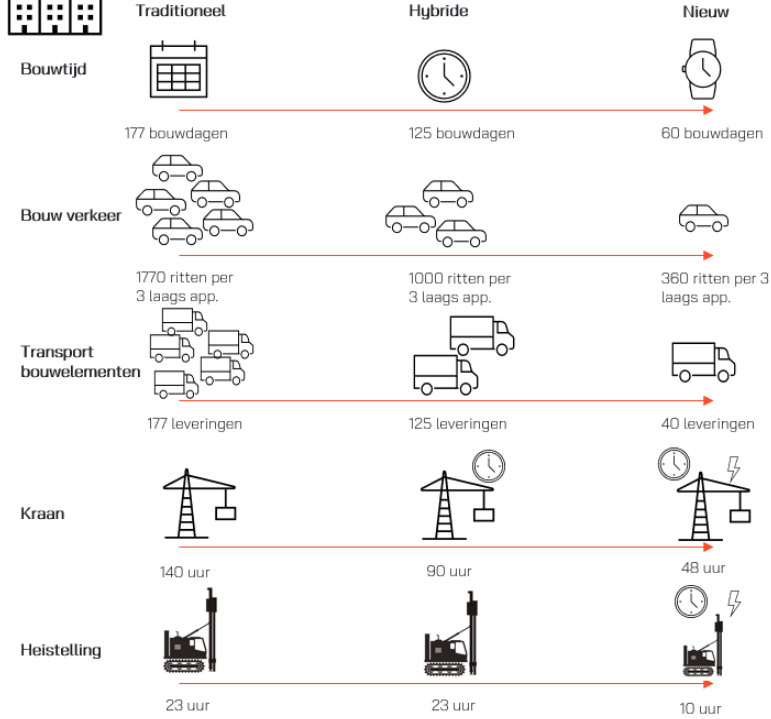 Traditioneel Hybride Nieuw
Bouwtijd
177 bouwdagen 125 bouwdagen 60 bouwdagen
Bouw verkeer
1770 ritten per 1000 ritten per 360 ritten per 3
3 laags app. 3 laags app. laags app.
Transport
bouwelementen
177 leveringen 125 leveringen 40 leveringen
Kraan
140 uur 90 uur 48 uur
Heistelling
23 uur 23 uur 10 uur